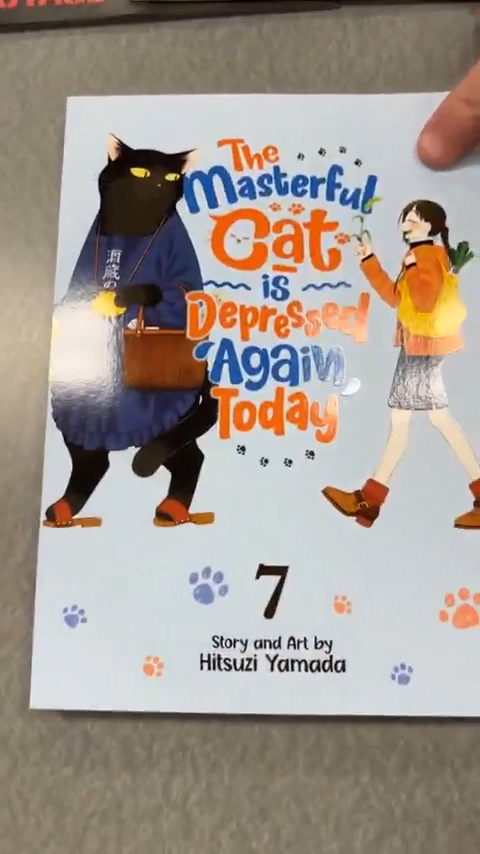 The
Masterful
Cat
is
Depressed
Again
Today
酒蔵の
7
Story and Art by
Hitsuzi Yamada